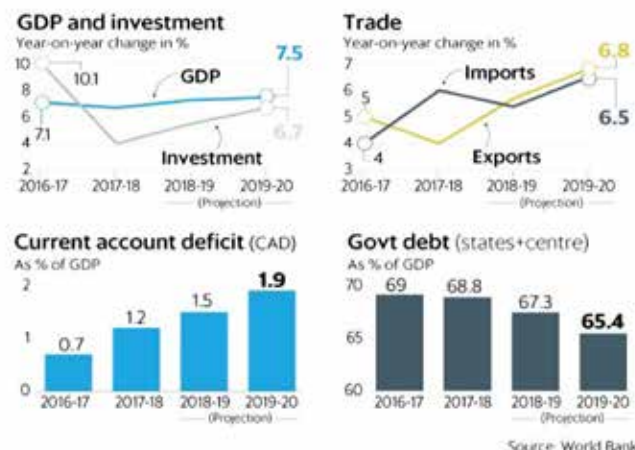 GDP and investment
Year-on-year change in %
10
8
6
4
2
10.1
7.1
GDP
Investment
7.5
6.7
2016-17 2017-18 2018-19 2019-20
(Projection)
Trade
Year-on-year change in %
7
6
5
4
3
5
4
Imports
Exports
6.8
6.5
2016-17 2017-18 2018-19 2019-20
(Projection)
Current account deficit (CAD)
As % of GDP
2
1
0
0.7
1.2
1.5
1.9
2016-17 2017-18 2018-19 2019-20
(Projection)
Govt debt (states+centre)
As % of GDP
70
65
60
69
68.8
67.3
65.4
2016-17 2017-18 2018-19 2019-20
(Projection)
Source: World Bank